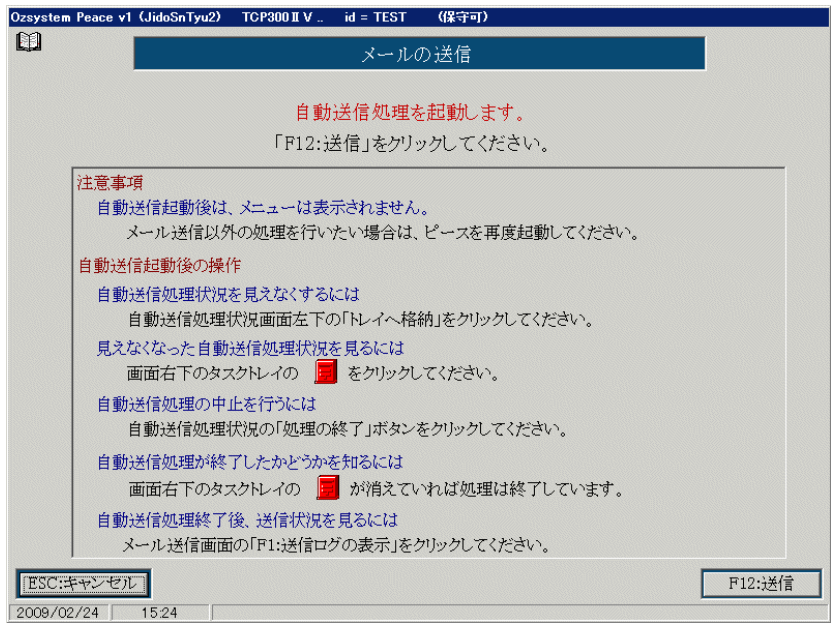 Ozsystem Peace v1 (JidoSnTyu2) TCP300ⅡV .. id = TEST (保守可)
メールの送信
自動送信処理を起動します。
「F12:送信」をクリックしてください。
注意事項
自動送信起動後は、メニューは表示されません。
メール送信以外の処理を行いたい場合は、ピースを再度起動してください。
自動送信起動後の操作
自動送信処理状況を見えなくするには
自動送信処理状況画面左下の「トレイへ格納」をクリックしてください。
見えなくなった自動送信処理状況を見るには
画面右下のタスクトレイの をクリックしてください。
自動送信処理の中止を行うには
自動送信処理状況の「処理の終了」ボタンをクリックしてください。
自動送信処理が終了したかどうかを知るには
画面右下のタスクトレイの が消えていれば処理は終了しています。
自動送信処理終了後、送信状況を見るには
メール送信画面の「F1:送信ログの表示」をクリックしてください。
ESC:キャンセル F12:送信
2009/02/24 15:24